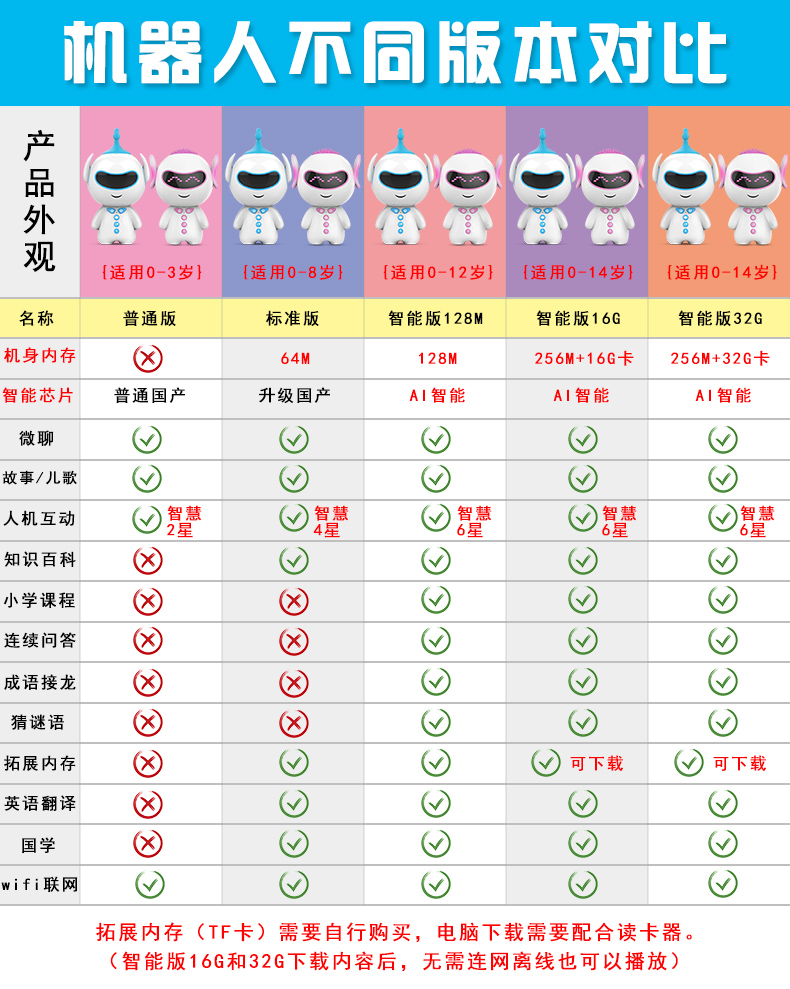 机器人不同版本对比
产品外观
{适用0-3岁} {适用0-8岁} {适用0-12岁} {适用0-14岁} {适用0-14岁}
名称 普通版 标准版 智能版128M 智能版16G 智能版32G
机身内存 64M 128M 256M+16G卡 256M+32G卡
智能芯片 普通国产 升级国产 AI智能 AI智能 AI智能
微聊
故事/儿歌
人机互动 智慧2星 智慧4星 智慧6星 智慧6星 智慧6星
知识百科
小学课程
连续问答
成语接龙
猜谜语
拓展内存 可下载 可下载
英语翻译
国学
wifi联网
拓展内存（TF卡）需要自行购买，电脑下载需要配合读卡器。
（智能版16G和32G下载内容后，无需连网离线也可以播放）